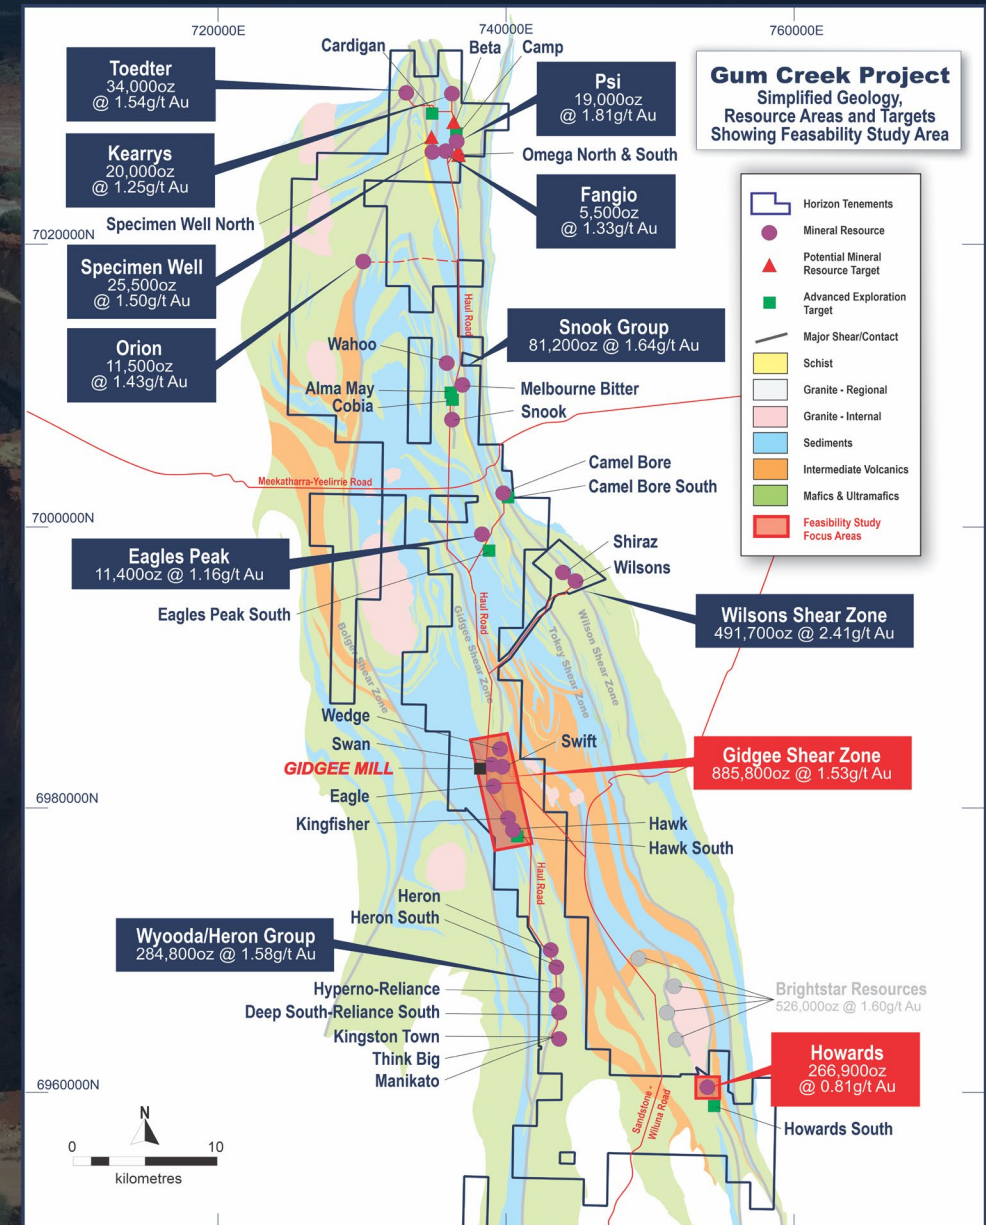 720000E
740000E
760000E
Cardigan
Beta
Camp
Toedter
34,000oz
@ 1.54g/t Au
Psi
19,000oz
@ 1.81g/t Au
Gum Creek Project
Simplified Geology,
Resource Areas and Targets
Showing Feasability Study Area
Kearrys
20,000oz
@ 1.25g/t Au
Omega North & South
Fangio
5,500oz
@ 1.33g/t Au
Specimen Well North
7020000N
Specimen Well
25,500oz
@ 1.50g/t Au
Orion
11,500oz
@ 1.43g/t Au
Haul Road
Snook Group
81,200oz @ 1.64g/t Au
Wahoo
Alma May
Cobia
Melbourne Bitter
Snook
Horizon Tenements
Mineral Resource
Potential Mineral
Resource Target
Advanced Exploration
Target
Major Shear/Contact
Schist
Granite - Regional
Granite - Internal
Sediments
Intermediate Volcanics
Mafics & Ultramafics
Feasibility Study
Focus Areas
Camel Bore
Camel Bore South
Meekatharra-Yeelirrie Road
7000000N
Eagles Peak
11,400oz @ 1.16g/t Au
Shiraz
Wilsons
Eagles Peak South
Haul Road
Wilsons Shear Zone
491,700oz @ 2.41g/t Au
Bolger Shear Zone
Gidgee Shear Zone
Tokey Shear Zone
Wilson Shear Zone
Wedge
Swan
Swift
GIDGEE MILL
Gidgee Shear Zone
885,800oz @ 1.53g/t Au
Eagle
6980000N
Kingfisher
Hawk
Hawk South
Haul Road
Heron
Heron South
Wyooda/Heron Group
284,800oz @ 1.58g/t Au
Hyperno-Reliance
Deep South-Reliance South
Kingston Town
Think Big
Manikato
Brightstar Resources
526,000oz @ 1.60g/t Au
Howards
266,900oz
@ 0.81g/t Au
6960000N
Howards South
Sandstone -
Wiluna Road
N
0
10
kilometres